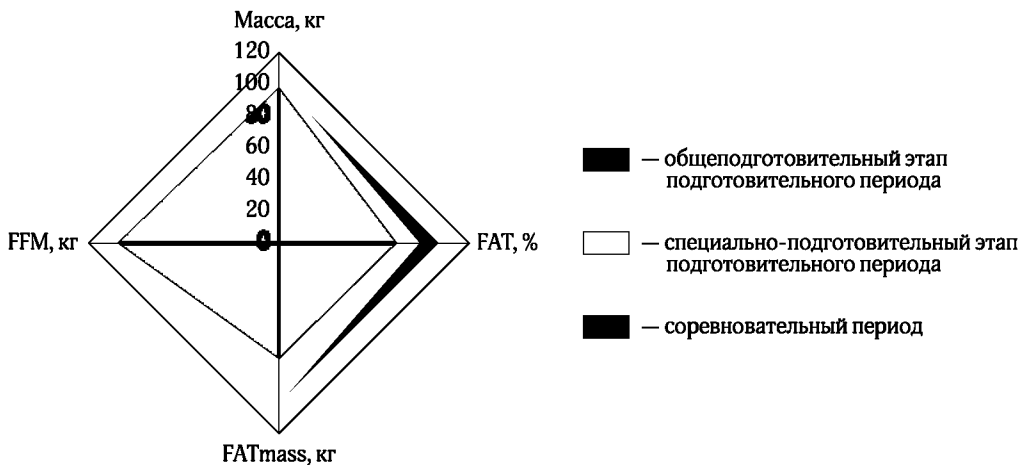 Масса, кг
120
100
80
60
40
20
0
FFM, кг
FAT, %
FATmass, кг
— общеподготовительный этап
подготовительного периода
— специально-подготовительный этап
подготовительного периода
— соревновательный период